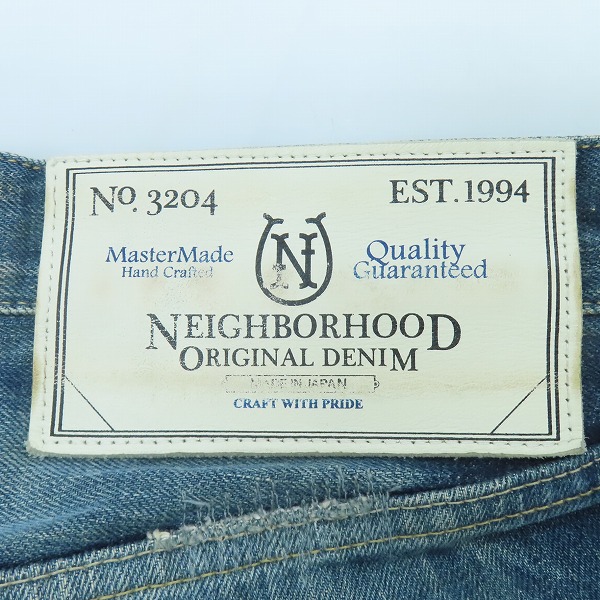 No. 3204 EST. 1994
MasterMade Quality
Hand Crafted Guaranteed
N
NEIGHBORHOOD
ORIGINAL DENIM
MADE IN JAPAN
CRAFT WITH PRIDE